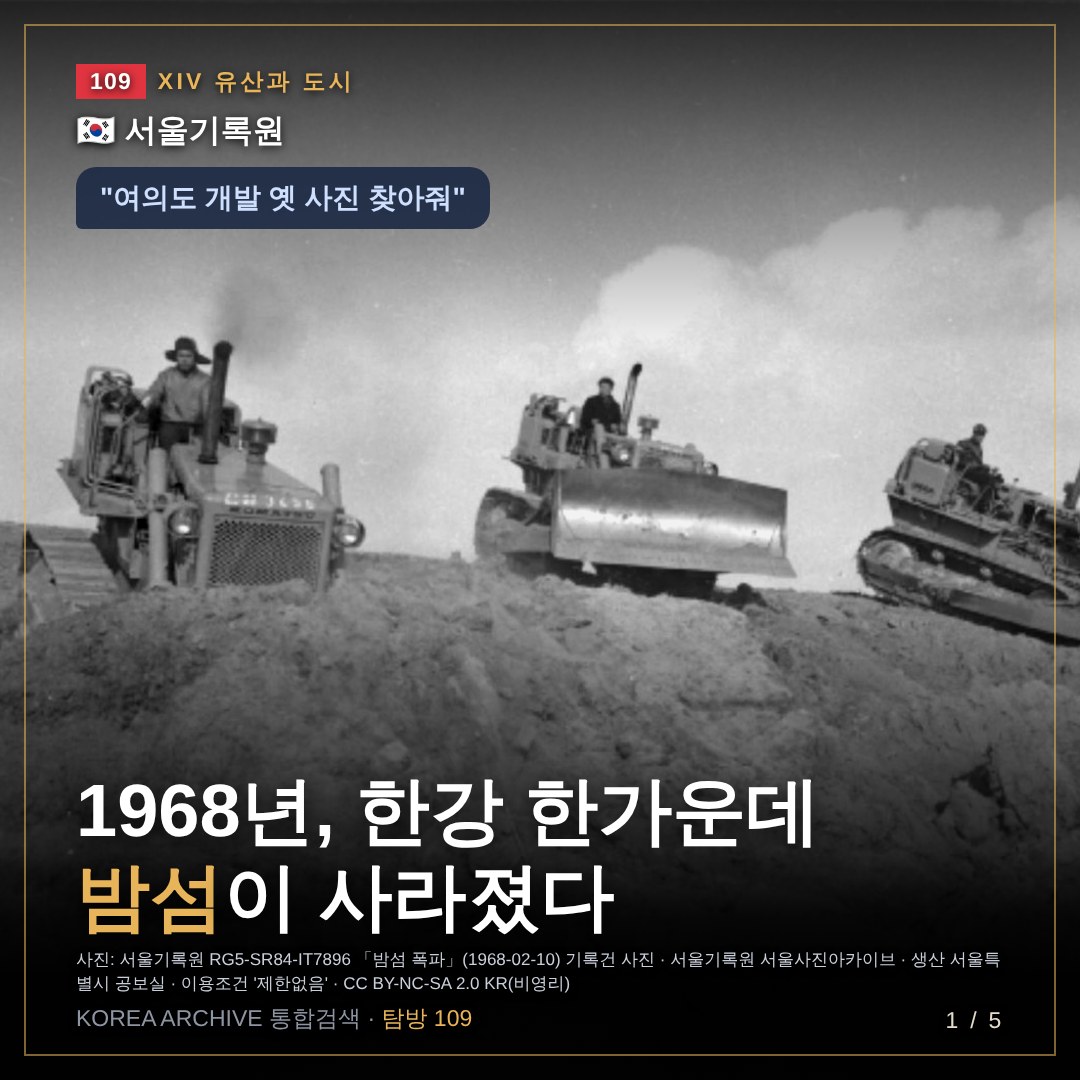 109 XIV 유산과 도시
🇰🇷 서울기록원
"여의도 개발 옛 사진 찾아줘"
1968년, 한강 한가운데
밤섬이 사라졌다
사진: 서울기록원 RG5-SR84-IT7896 「밤섬 폭파」(1968-02-10) 기록건 사진 · 서울기록원 서울사진아카이브 · 생산 서울특
별시 공보실 · 이용조건 '제한없음' · CC BY-NC-SA 2.0 KR(비영리)
KOREA ARCHIVE 통합검색 · 탐방 109
1 / 5